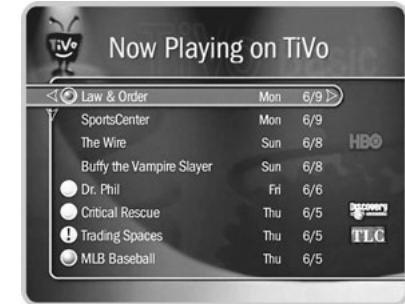 TiVo
Now Playing on TiVo
Law & Order Mon 6/9
SportsCenter Mon 6/9
The Wire Sun 6/8 HBO
Buffy the Vampire Slayer Sun 6/8
Dr. Phil Fri 6/6
Critical Rescue Thu 6/5 Discovery
! Trading Spaces Thu 6/5 TLC
MLB Baseball Thu 6/5